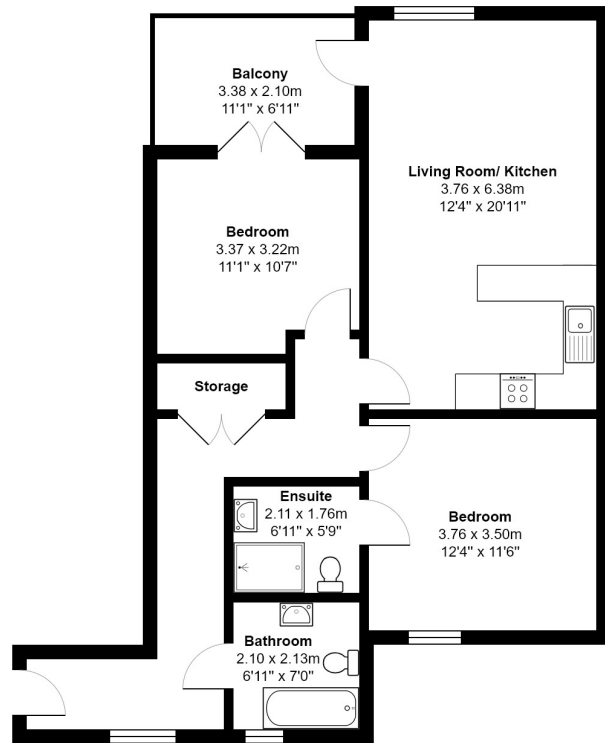 Balcony
3.38 x 2.10m
11'1" x 6'11"
Living Room/ Kitchen
3.76 x 6.38m
12'4" x 20'11"
Bedroom
3.37 x 3.22m
11'1" x 10'7"
Storage
Ensuite
2.11 x 1.76m
6'11" x 5'9"
Bedroom
3.76 x 3.50m
12'4" x 11'6"
Bathroom
2.10 x 2.13m
6'11" x 7'0"